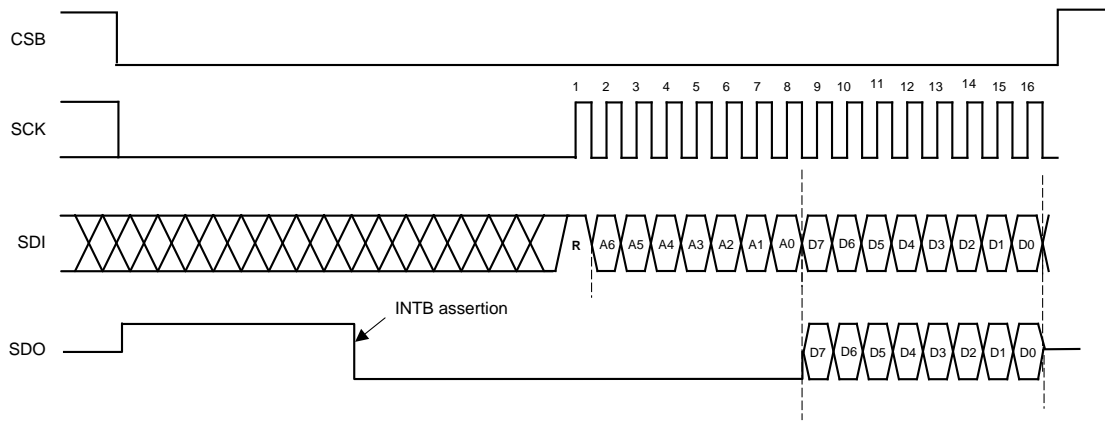 CSB
1 2 3 4 5 6 7 8 9 10 11 12 13 14 15 16
SCK
SDI R A6 A5 A4 A3 A2 A1 A0 D7 D6 D5 D4 D3 D2 D1 D0
INTB assertion
SDO D7 D6 D5 D4 D3 D2 D1 D0